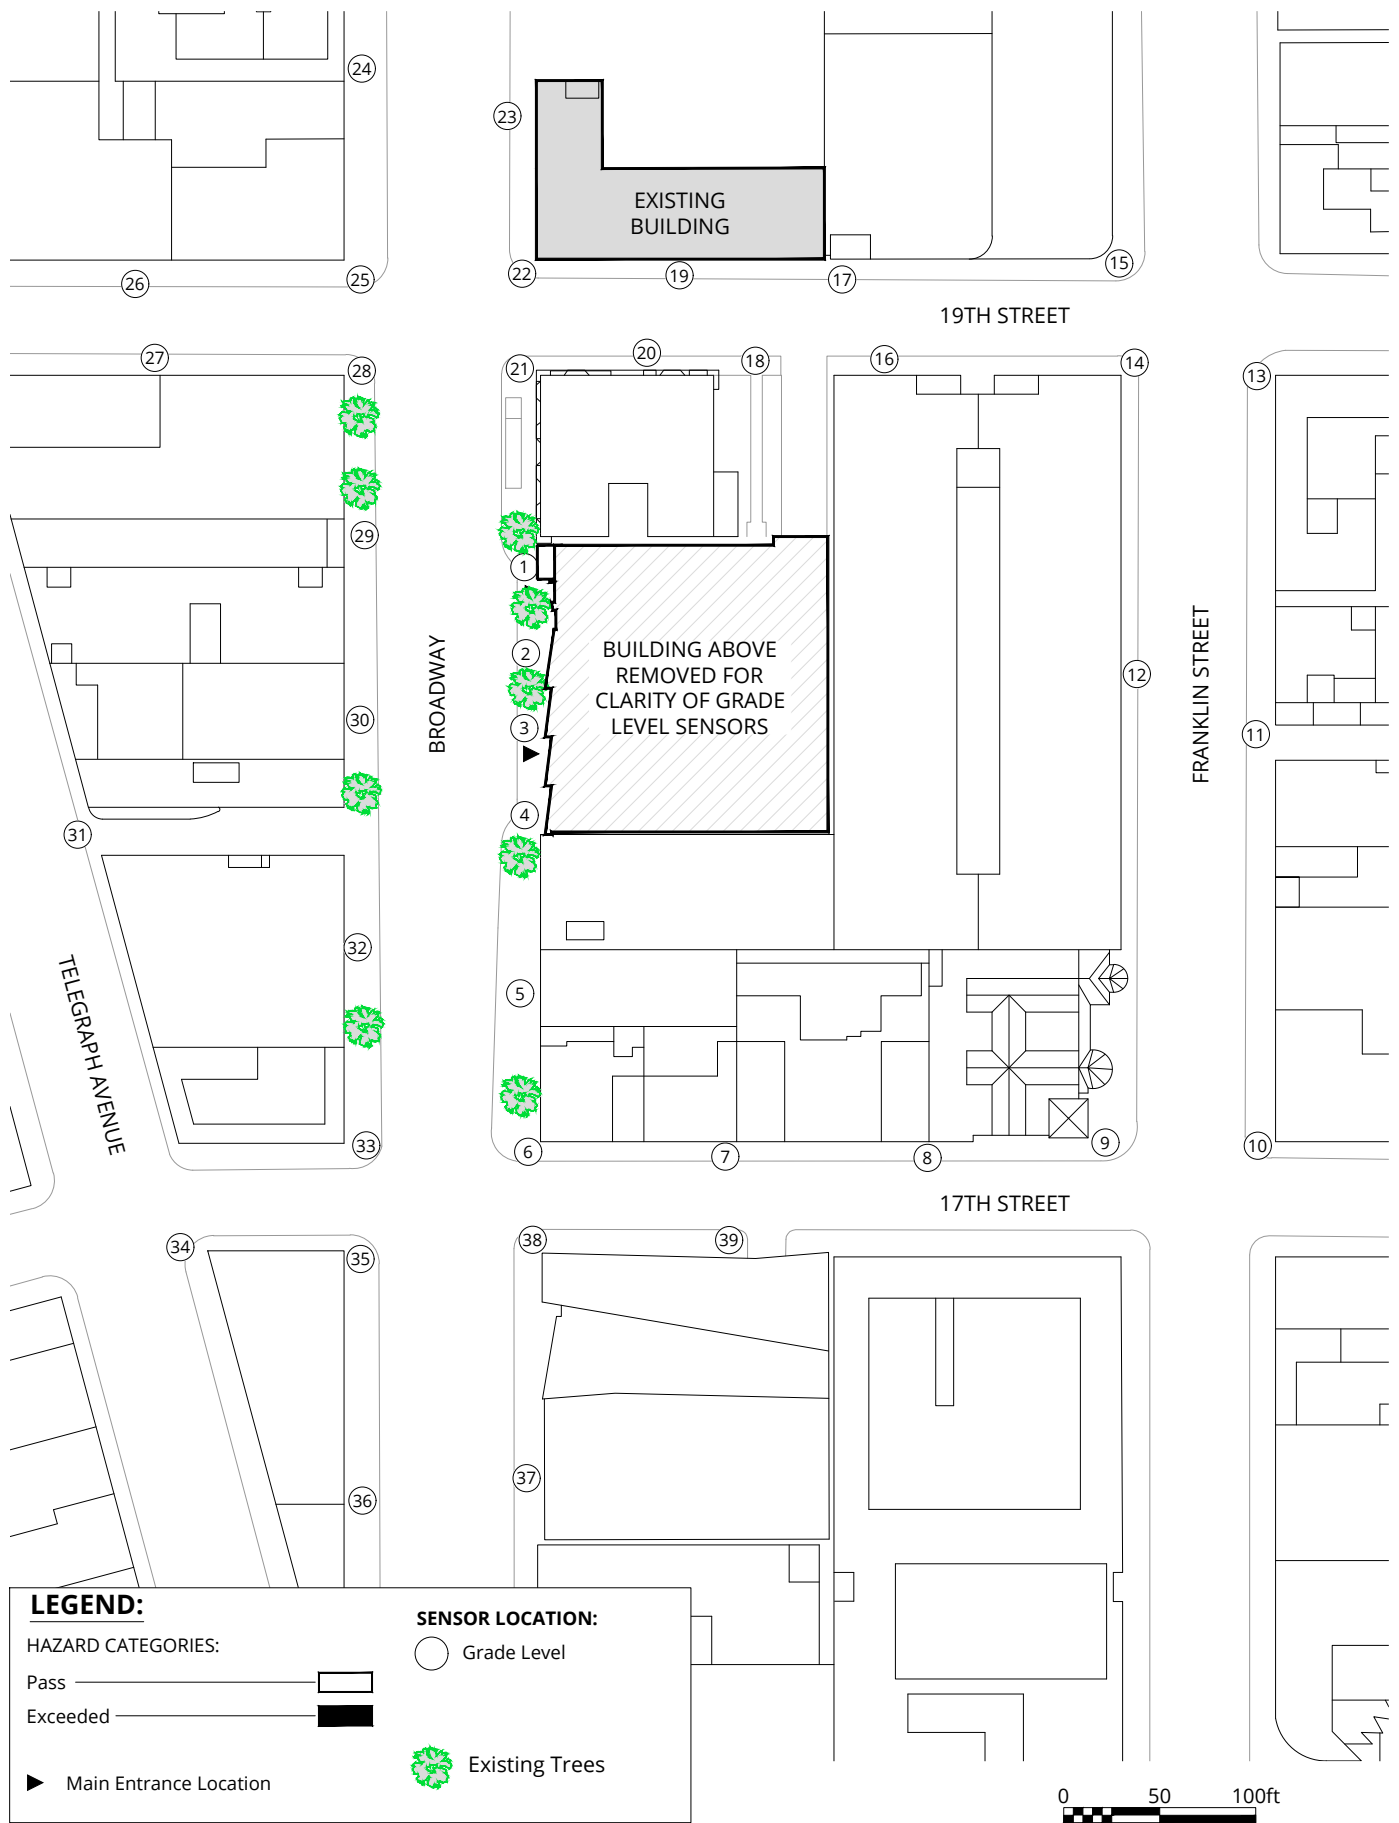 24
23
EXISTING
BUILDING
15
22
19
17
25
26
19TH STREET
27
28
21
20
18
16
14
13
29
1
2
BUILDING ABOVE
REMOVED FOR
CLARITY OF GRADE
LEVEL SENSORS
12
BROADWAY
FRANKLIN STREET
30
3
11
4
31
32
5
TELEGRAPH AVENUE
33
6
7
8
9
10
17TH STREET
34
35
38
39
37
36
LEGEND:
HAZARD CATEGORIES:
Pass
Exceeded
Main Entrance Location
SENSOR LOCATION:
Grade Level
Existing Trees
0 50 100ft